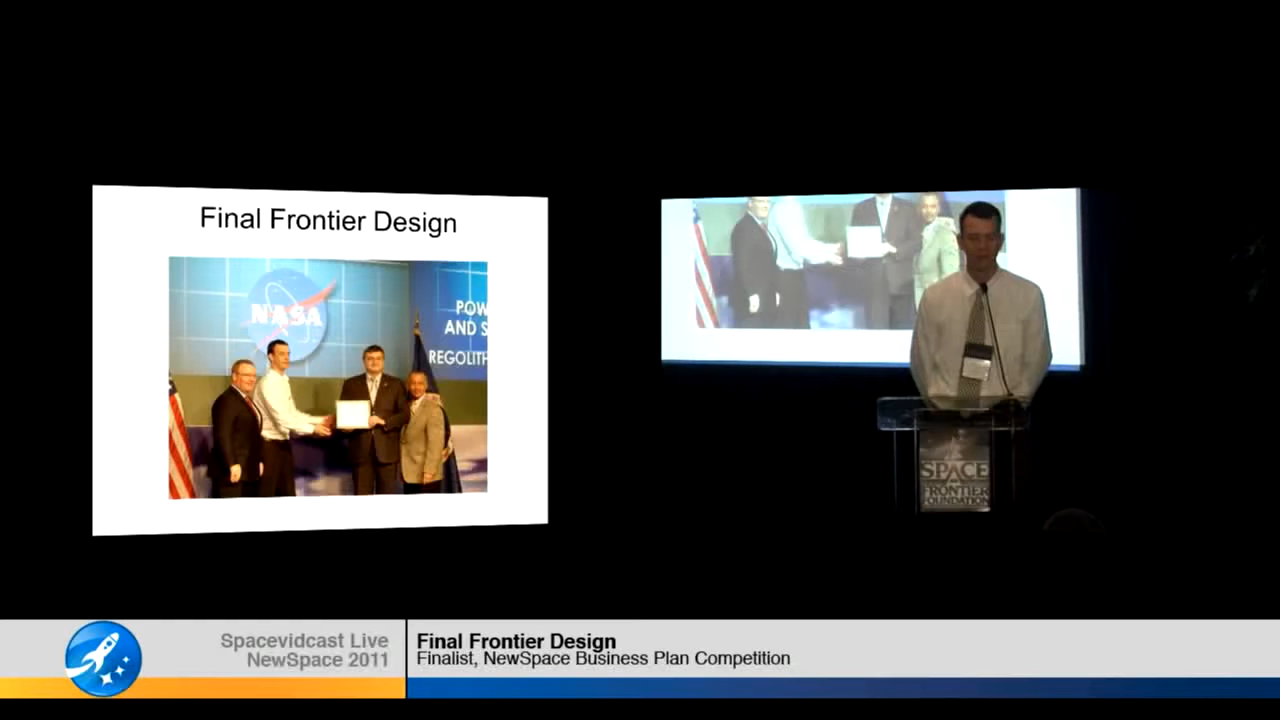 Final Frontier Design
NASA
POW
AND S
REGOLITH
SPACE
FRONTIER
FOUNDATION
Spacevidcast Live
NewSpace 2011
Final Frontier Design
Finalist, NewSpace Business Plan Competition